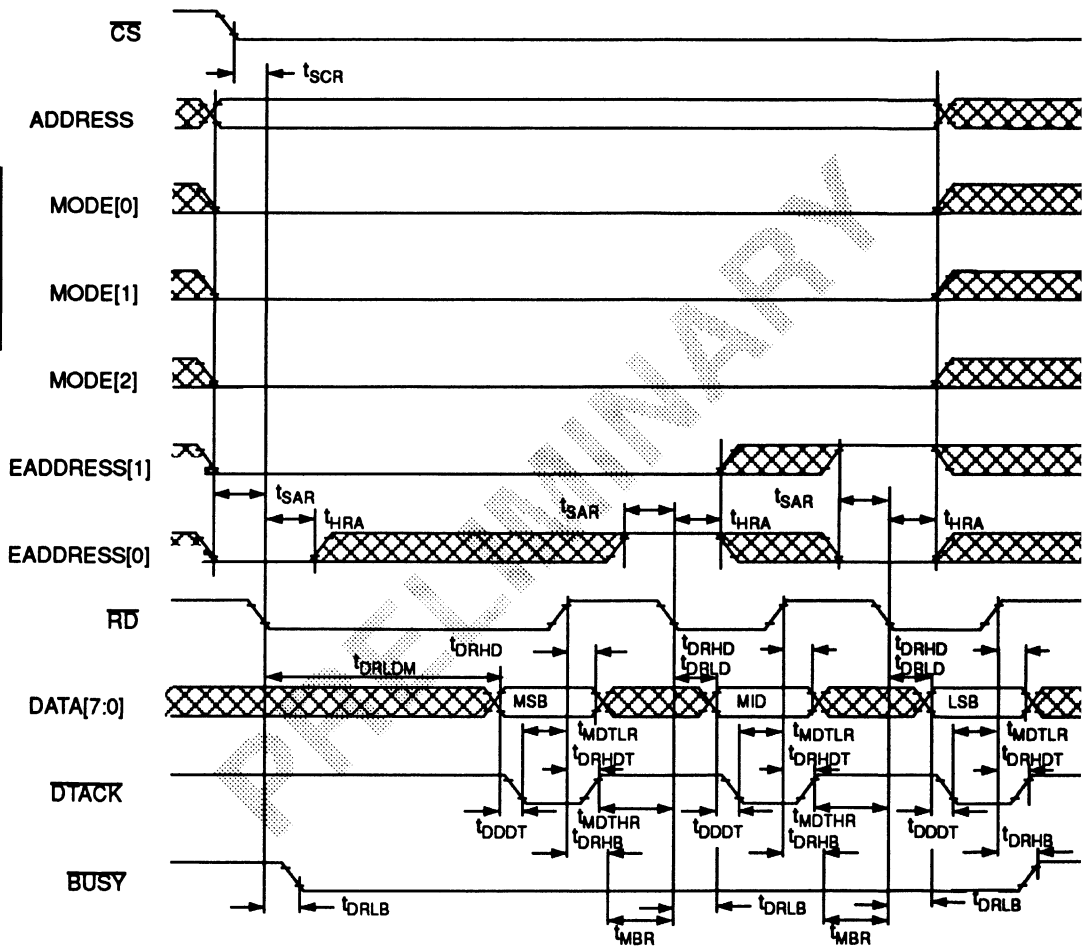 CS
tSCR
ADDRESS
MODE[0]
MODE[1]
MODE[2]
EADDRESS[1]
tSAR
tSAR
tSAR
tHRA
tHRA
tHRA
EADDRESS[0]
RD
tDRHD
tDRHD
tDRHD
tDRLDM
tDRLD
tDRLD
DATA[7:0]
MSB
MID
LSB
tMDTLR
tMDTLR
tMDTLR
tDRHDT
tDRHDT
tDRHDT
DTACK
tDDDT
tMDTHR
tDDDT
tMDTHR
tDDDT
tDRHB
tDRHB
tDRHB
BUSY
tDRLB
tDRLB
tDRLB
tMBR
tMBR
PRELIMINARY